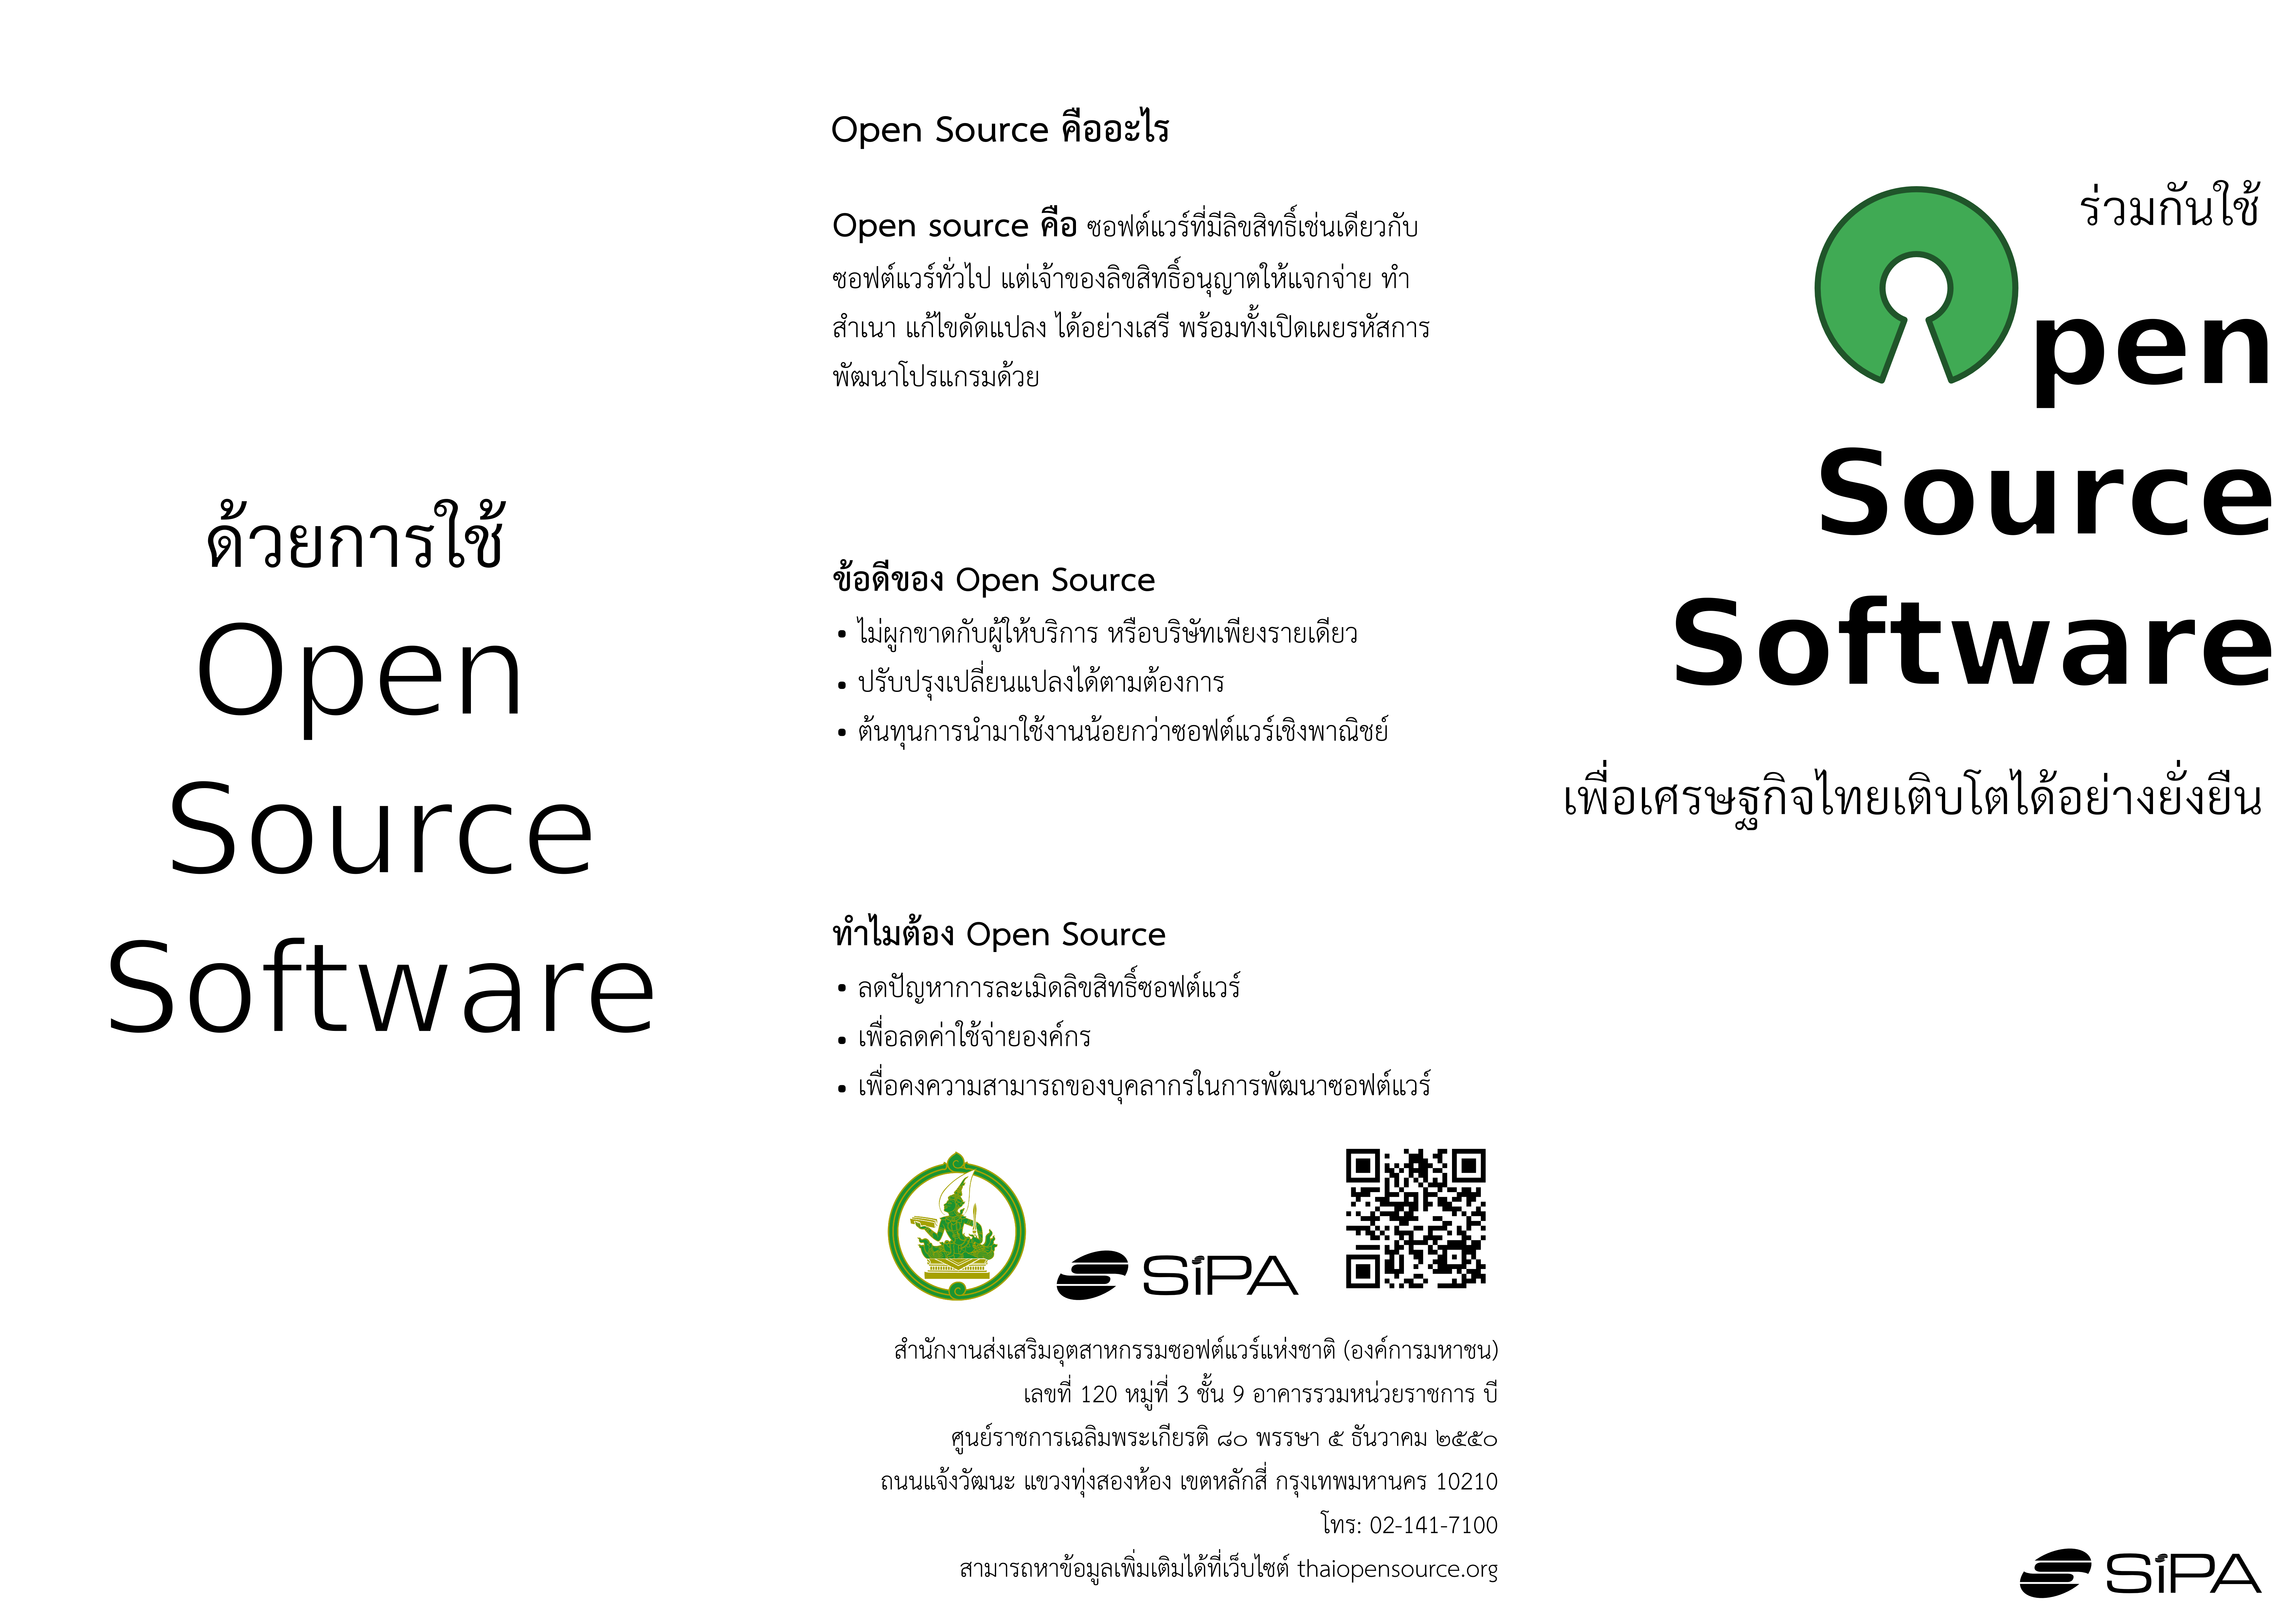 ด้วยการใช้
Open
Source
Software
Open Source คืออะไร
Open source คือ ซอฟต์แวร์ที่มีลิขสิทธิ์เช่นเดียวกับ
ซอฟต์แวร์ทั่วไป แต่เจ้าของลิขสิทธิ์อนุญาตให้แจกจ่าย ทำ
สำเนา แก้ไขดัดแปลง ได้อย่างเสรี พร้อมทั้งเปิดเผยรหัสการ
พัฒนาโปรแกรมด้วย
ข้อดีของ Open Source
• ไม่ผูกขาดกับผู้ให้บริการ หรือบริษัทเพียงรายเดียว
• ปรับปรุงเปลี่ยนแปลงได้ตามต้องการ
• ต้นทุนการนำมาใช้งานน้อยกว่าซอฟต์แวร์เชิงพาณิชย์
ทำไมต้อง Open Source
• ลดปัญหาการละเมิดลิขสิทธิ์ซอฟต์แวร์
• เพื่อลดค่าใช้จ่ายองค์กร
• เพื่อคงความสามารถของบุคลากรในการพัฒนาซอฟต์แวร์
SiPA
สำนักงานส่งเสริมอุตสาหกรรมซอฟต์แวร์แห่งชาติ (องค์การมหาชน)
เลขที่ 120 หมู่ที่ 3 ชั้น 9 อาคารรวมหน่วยราชการ บี
ศูนย์ราชการเฉลิมพระเกียรติ ๘๐ พรรษา ๕ ธันวาคม ๒๕๕๐
ถนนแจ้งวัฒนะ แขวงทุ่งสองห้อง เขตหลักสี่ กรุงเทพมหานคร 10210
โทร: 02-141-7100
สามารถหาข้อมูลเพิ่มเติมได้ที่เว็บไซต์ thaiopensource.org
ร่วมกันใช้
Open
Source
Software
เพื่อเศรษฐกิจไทยเติบโตได้อย่างยั่งยืน
SiPA